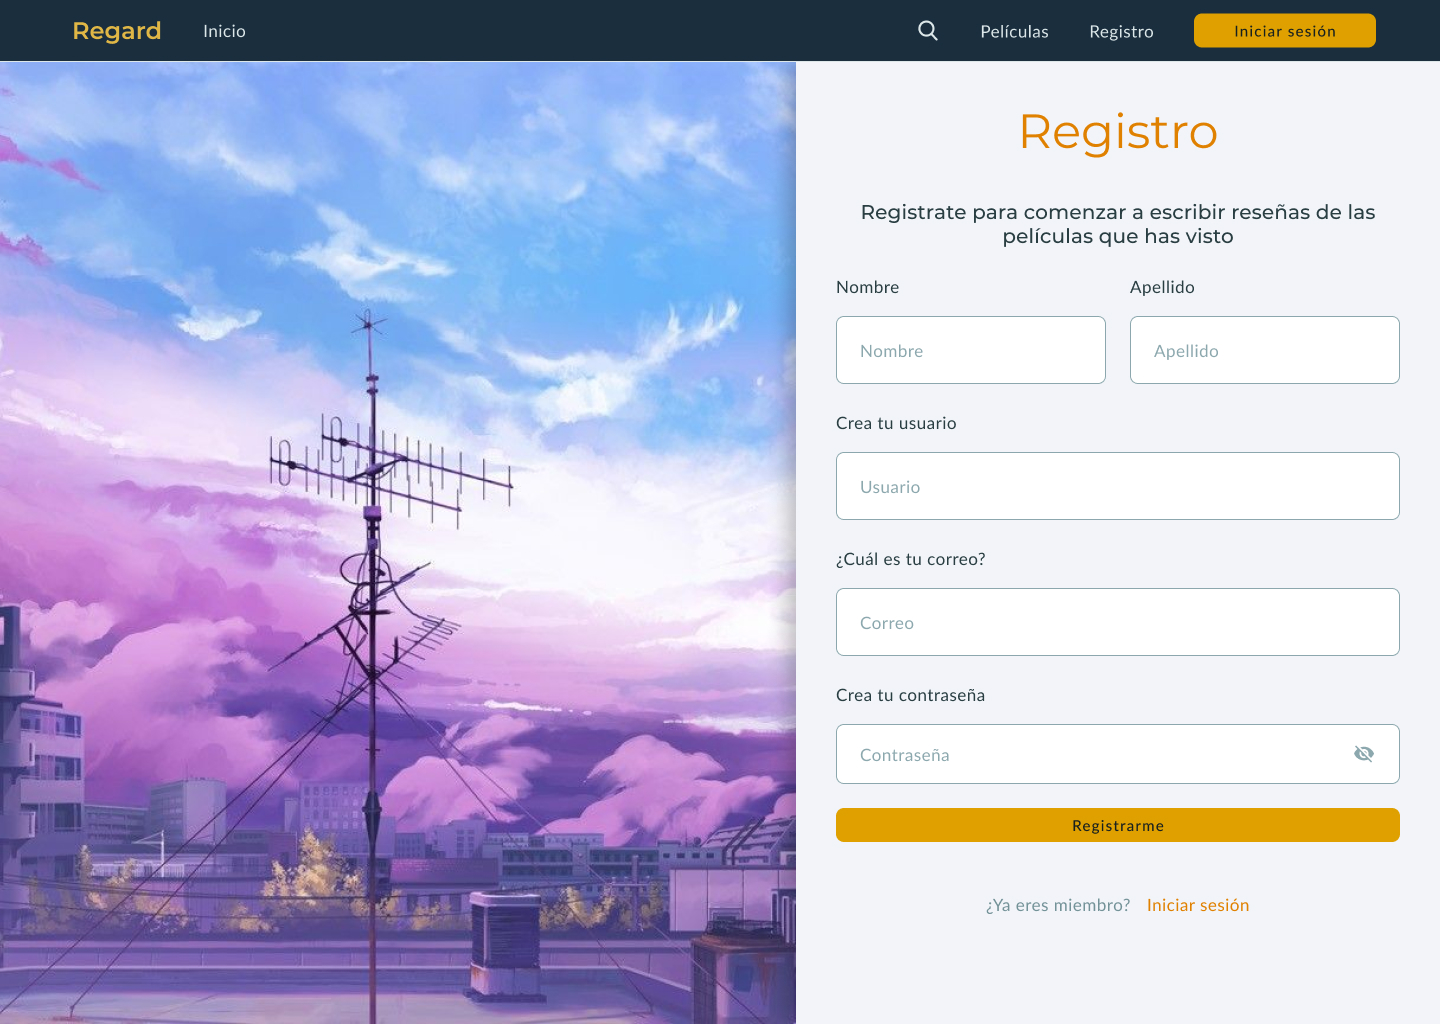 Regard
Inicio
Películas
Registro
Iniciar sesión
Registro
Registrate para comenzar a escribir reseñas de las
películas que has visto
Nombre
Apellido
Nombre
Apellido
Crea tu usuario
Usuario
¿Cuál es tu correo?
Correo
Crea tu contraseña
Contraseña
Registrarme
¿Ya eres miembro? Iniciar sesión